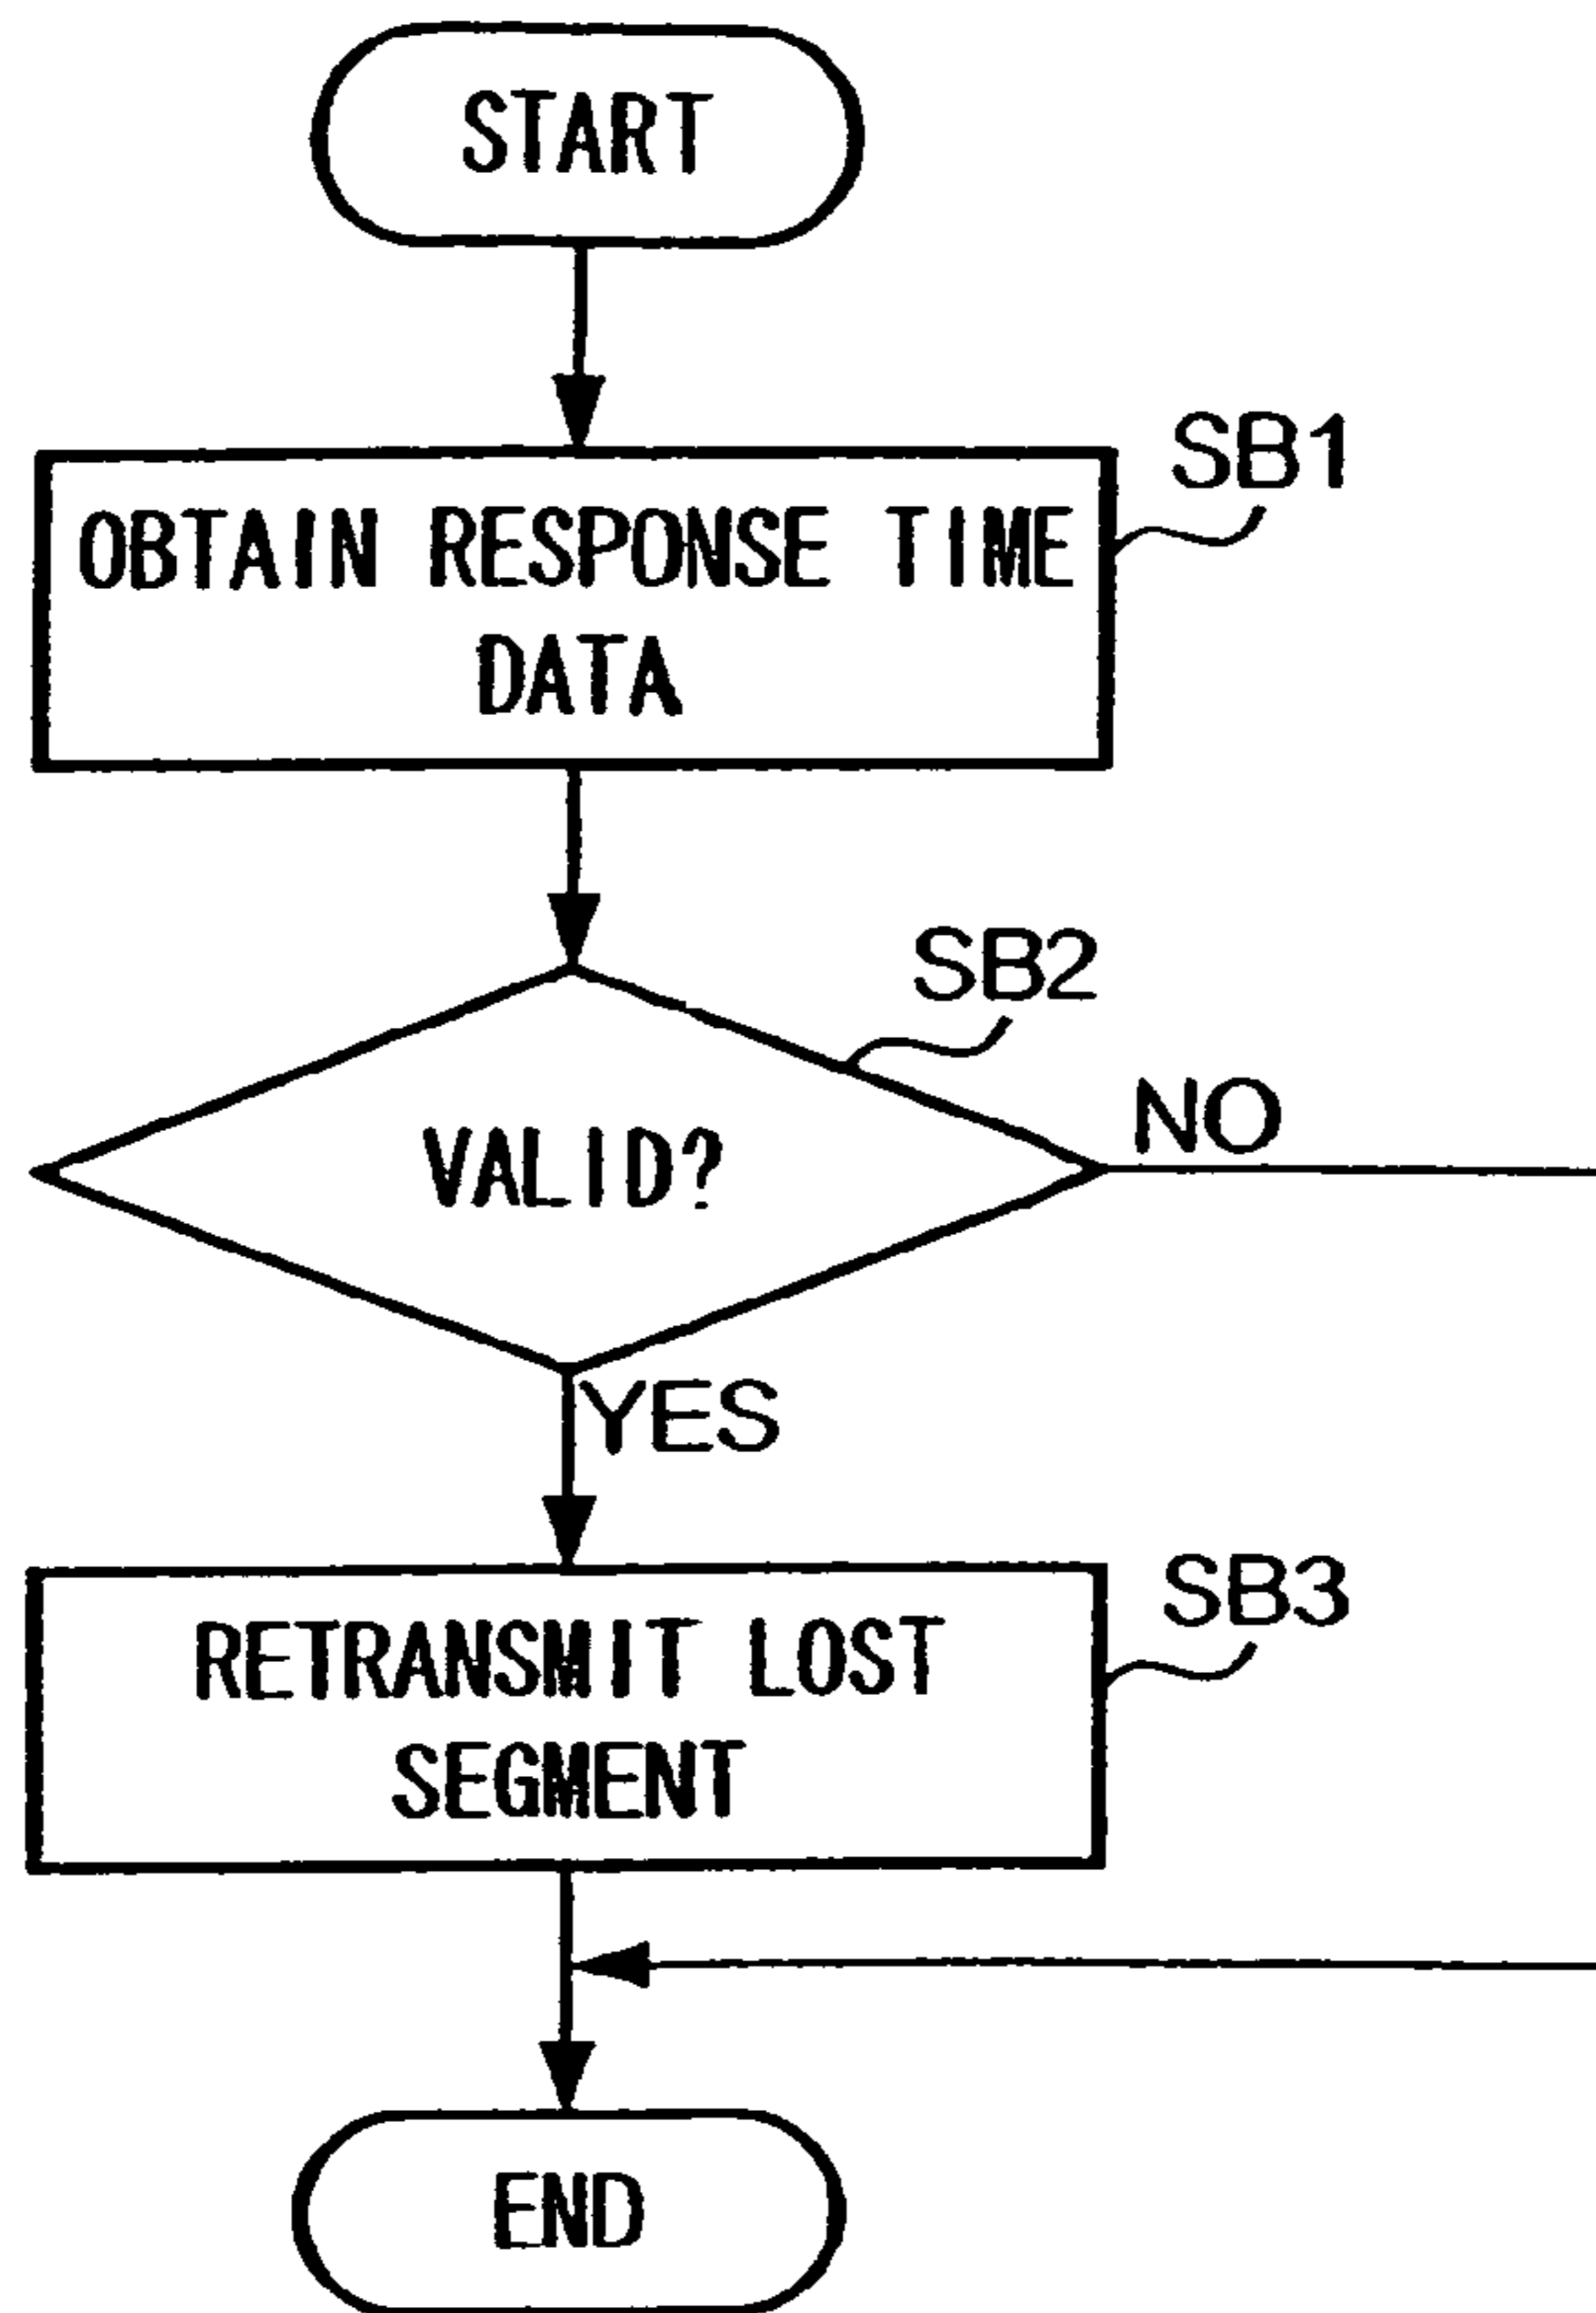 START
SB1
OBTAIN RESPONSE TIME
DATA
SB2
NO
VALID?
YES
SB3
RETRANSMIT LOST
SEGMENT
END